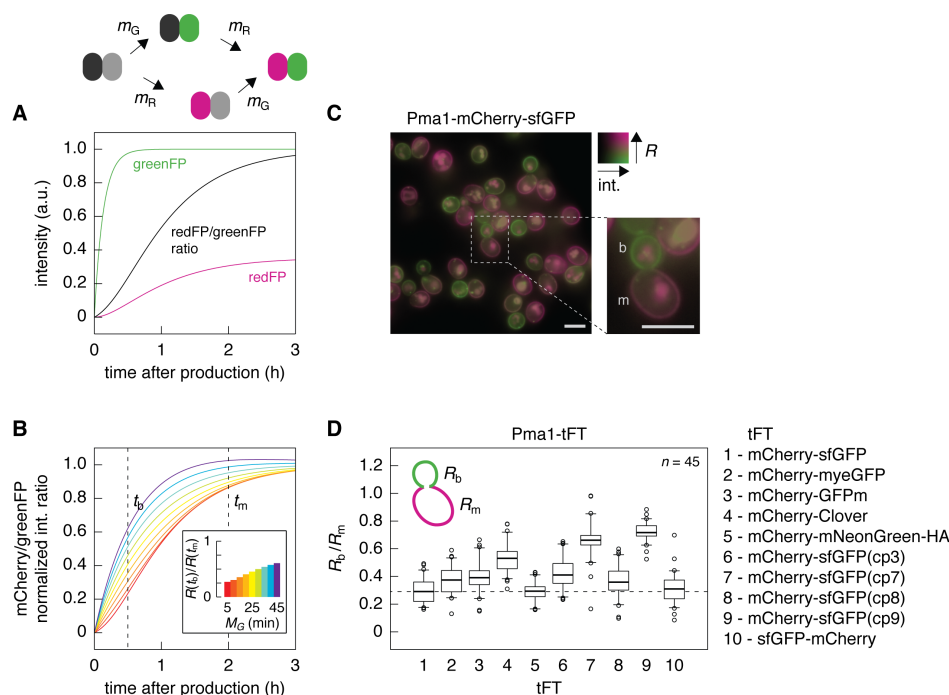 m_G
m_R
m_R
m_G
A
intensity (a.u.)
1.0
0.8
0.6
0.4
0.2
0
greenFP
redFP/greenFP
ratio
redFP
0 1 2 3
time after production (h)
C
Pma1-mCherry-sfGFP
R
int.
b
m
B
mCherry/greenFP
normalized int. ratio
1.0
0.8
0.6
0.4
0.2
0
t_b
t_m
R(t_b)/R(t_m)
1
0
5 25 45
M_G (min)
0 1 2 3
time after production (h)
D
Pma1-tFT
R_b/R_m
1.2
1.0
0.8
0.6
0.4
0.2
0
R_b
R_m
n = 45
1 2 3 4 5 6 7 8 9 10
tFT
tFT
1 - mCherry-sfGFP
2 - mCherry-myeGFP
3 - mCherry-GFPm
4 - mCherry-Clover
5 - mCherry-mNeonGreen-HA
6 - mCherry-sfGFP(cp3)
7 - mCherry-sfGFP(cp7)
8 - mCherry-sfGFP(cp8)
9 - mCherry-sfGFP(cp9)
10 - sfGFP-mCherry